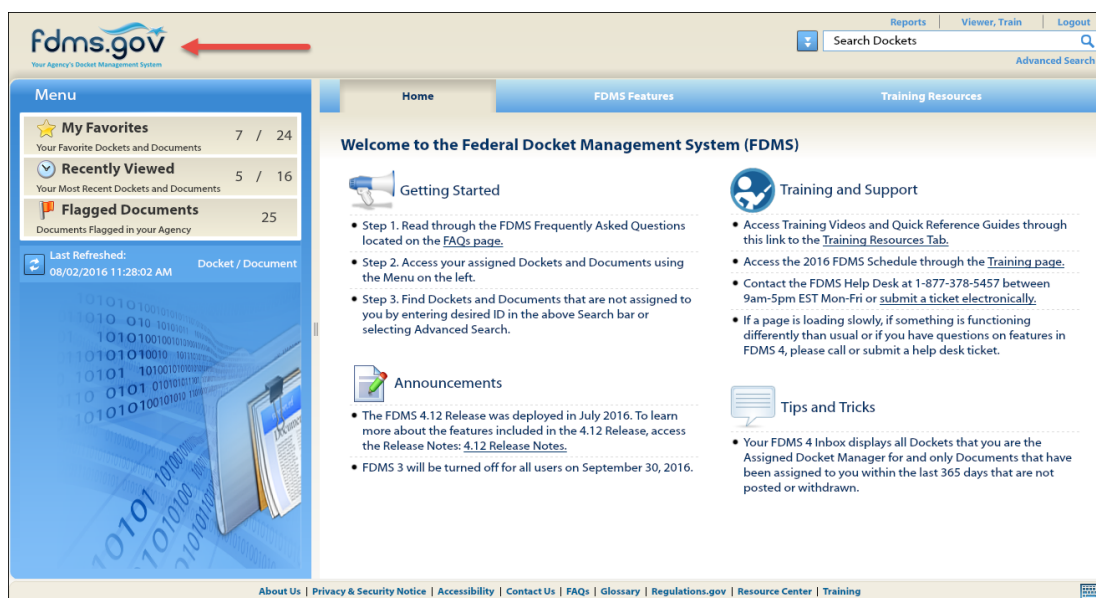 fdms.gov
Your Agency's Docket Management System
Reports | Viewer, Train | Logout
Search Dockets
Advanced Search
Menu
My Favorites
7 / 24
Your Favorite Dockets and Documents
Recently Viewed
5 / 16
Your Most Recent Dockets and Documents
Flagged Documents
25
Documents Flagged in your Agency
Last Refreshed:
08/02/2016 11:28:02 AM
Docket / Document
Home
FDMS Features
Training Resources
Welcome to the Federal Docket Management System (FDMS)
Getting Started
• Step 1. Read through the FDMS Frequently Asked Questions
located on the FAQs page.
• Step 2. Access your assigned Dockets and Documents using
the Menu on the left.
• Step 3. Find Dockets and Documents that are not assigned to
you by entering desired ID in the above Search bar or
selecting Advanced Search.
Announcements
• The FDMS 4.12 Release was deployed in July 2016. To learn
more about the features included in the 4.12 Release, access
the Release Notes: 4.12 Release Notes.
• FDMS 3 will be turned off for all users on September 30, 2016.
Training and Support
• Access Training Videos and Quick Reference Guides through
this link to the Training Resources Tab.
• Access the 2016 FDMS Schedule through the Training page.
• Contact the FDMS Help Desk at 1-877-378-5457 between
9am-5pm EST Mon-Fri or submit a ticket electronically.
• If a page is loading slowly, if something is functioning
differently than usual or if you have questions on features in
FDMS 4, please call or submit a help desk ticket.
Tips and Tricks
• Your FDMS 4 Inbox displays all Dockets that you are the
Assigned Docket Manager for and only Documents that have
been assigned to you within the last 365 days that are not
posted or withdrawn.
About Us | Privacy & Security Notice | Accessibility | Contact Us | FAQs | Glossary | Regulations.gov | Resource Center | Training